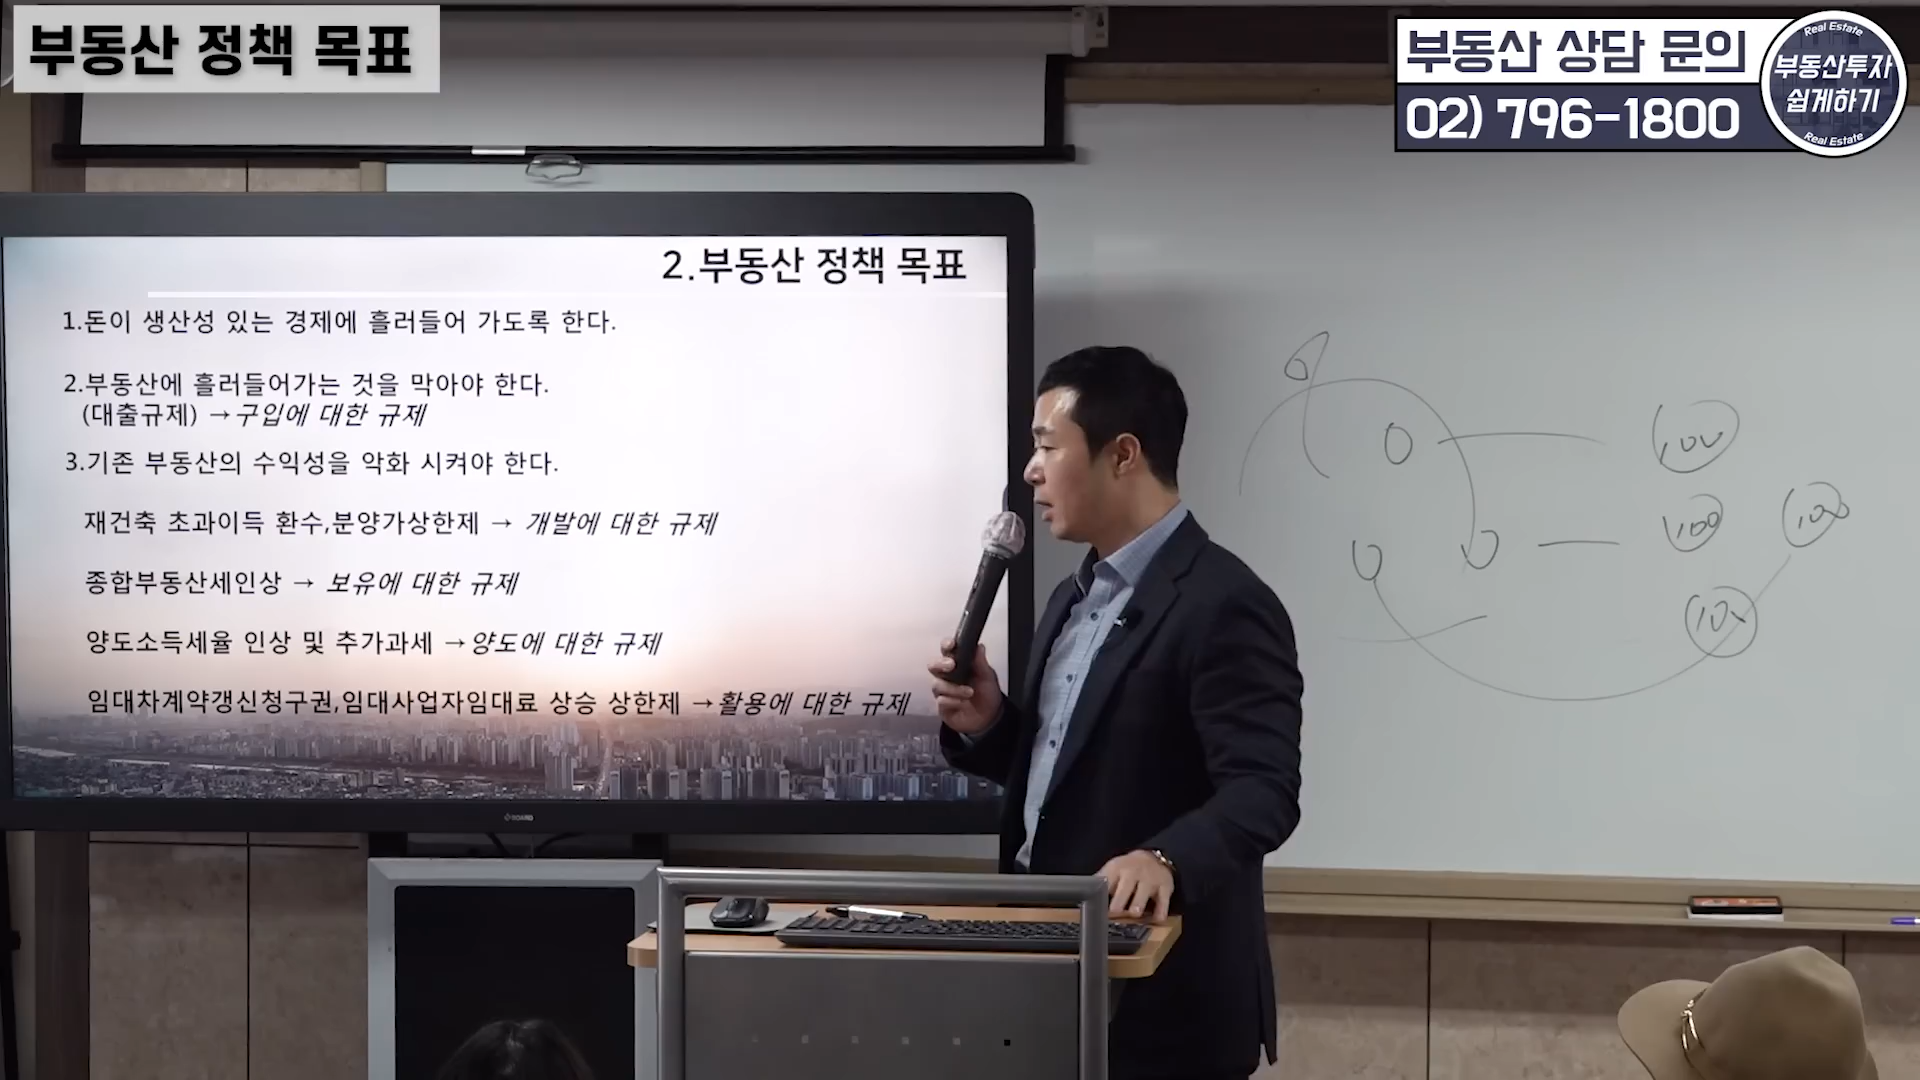 부동산 정책 목표
부동산 상담 문의
02) 796-1800
Real Estate
부동산투자
쉽게하기
Real Estate
2.부동산 정책 목표
1.돈이 생산성 있는 경제에 흘러들어 가도록 한다.
2.부동산에 흘러들어가는 것을 막아야 한다.
(대출규제) →구입에 대한 규제
3.기존 부동산의 수익성을 악화 시켜야 한다.
재건축 초과이득 환수,분양가상한제 → 개발에 대한 규제
종합부동산세인상 → 보유에 대한 규제
양도소득세율 인상 및 추가과세 →양도에 대한 규제
임대차계약갱신청구권,임대사업자임대료 상승 상한제 →활용에 대한 규제
100
100
100
100